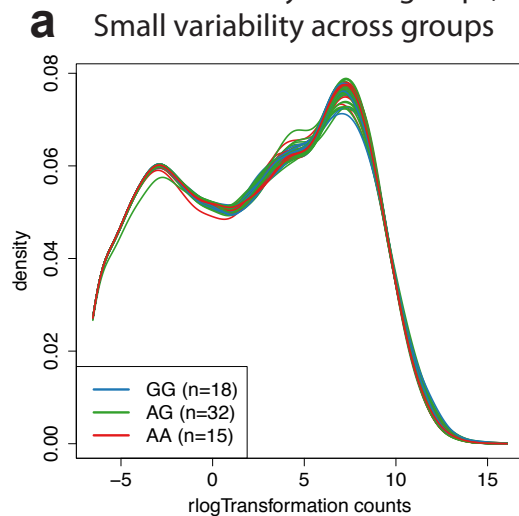 a
Small variability across groups
0.08
0.06
0.04
0.02
0.00
density
GG (n=18)
AG (n=32)
AA (n=15)
−5
0
5
10
15
rlogTransformation counts